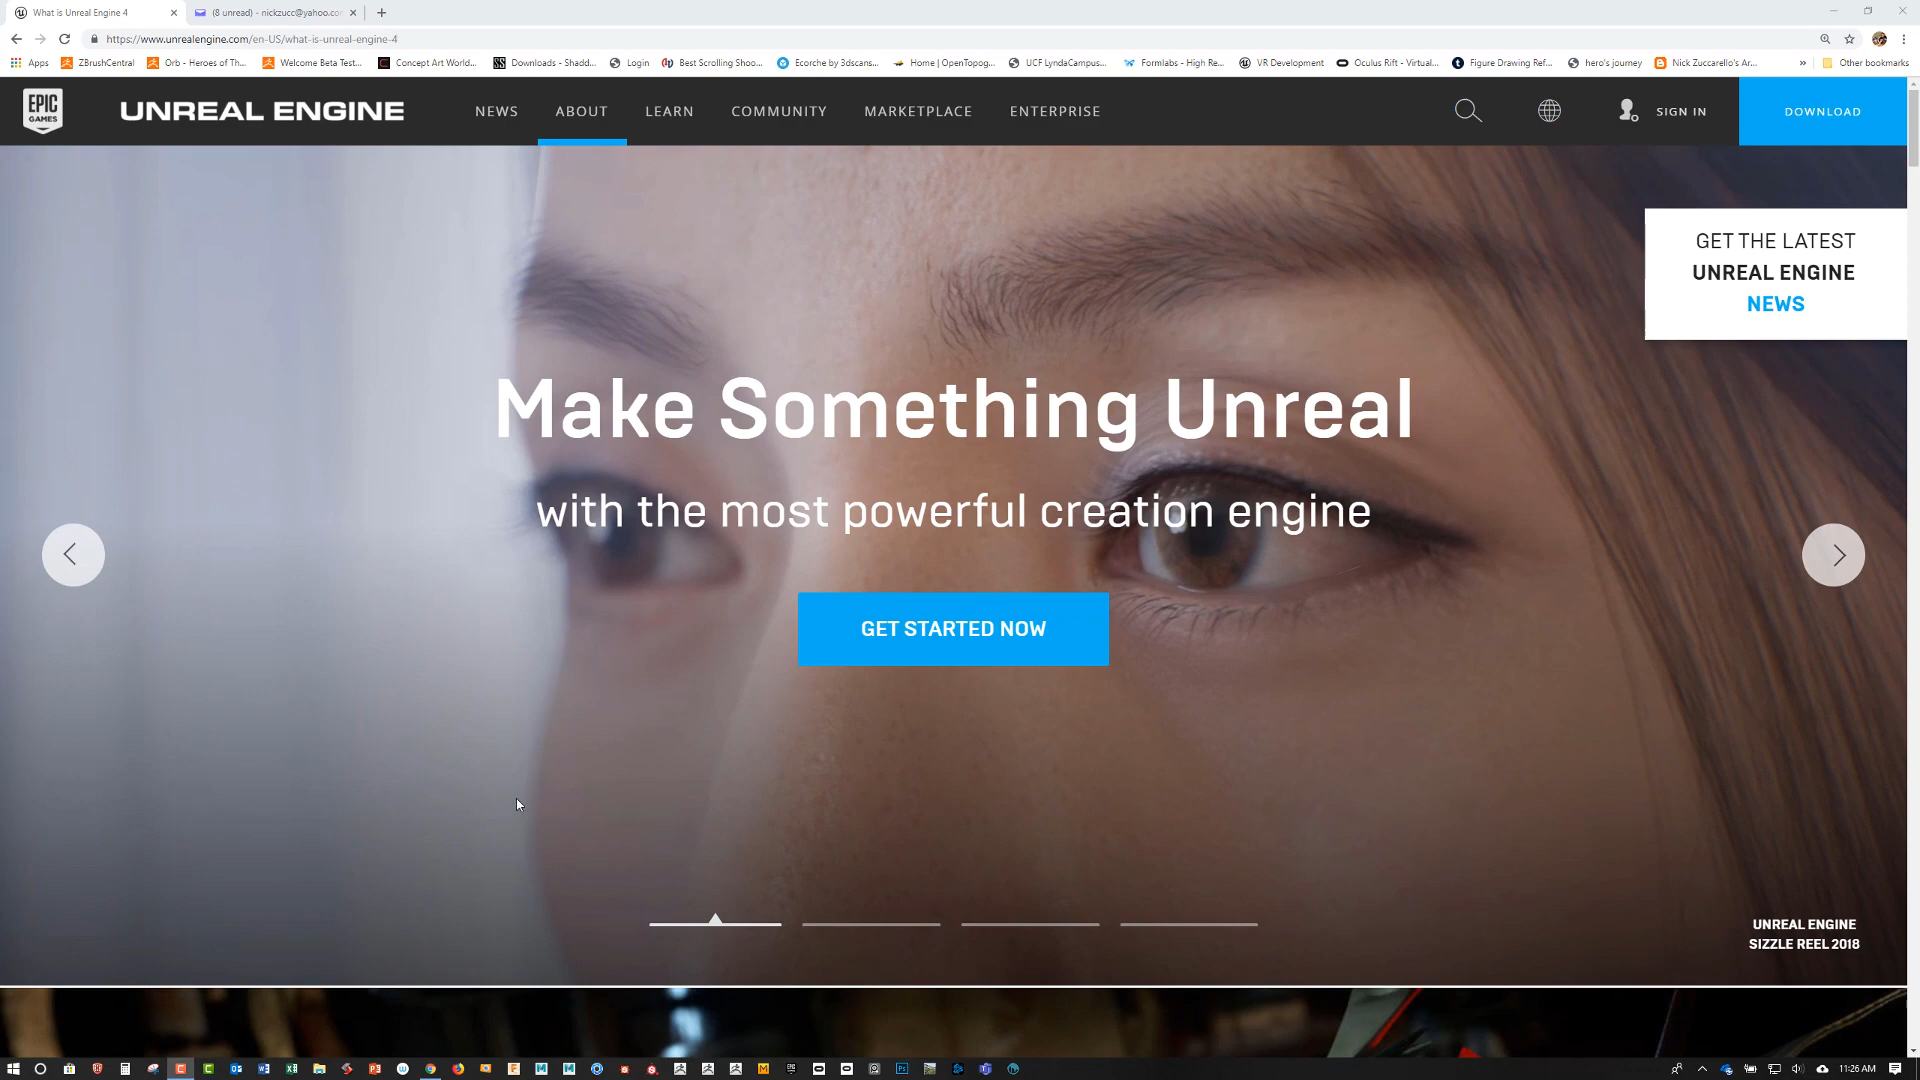 What is Unreal Engine 4
(8 unread) - nickzucc@yahoo.co
https://www.unrealengine.com/en-US/what-is-unreal-engine-4
Apps
ZBrushCentral
Orb - Heroes of Th...
Welcome Beta Test...
Concept Art World...
Downloads - Shadd...
Login
Best Scrolling Shoo...
Ecorche by 3dscans...
Home | OpenTopog...
UCF LyndaCampus...
Formlabs - High Re...
VR Development
Oculus Rift - Virtual...
Figure Drawing Ref...
hero's journey
Nick Zuccarello's Ar...
»
Other bookmarks
EPIC
GAMES
UNREAL ENGINE
NEWS
ABOUT
LEARN
COMMUNITY
MARKETPLACE
ENTERPRISE
SIGN IN
DOWNLOAD
GET THE LATEST
UNREAL ENGINE
NEWS
Make Something Unreal
with the most powerful creation engine
GET STARTED NOW
UNREAL ENGINE
SIZZLE REEL 2018
11:26 AM